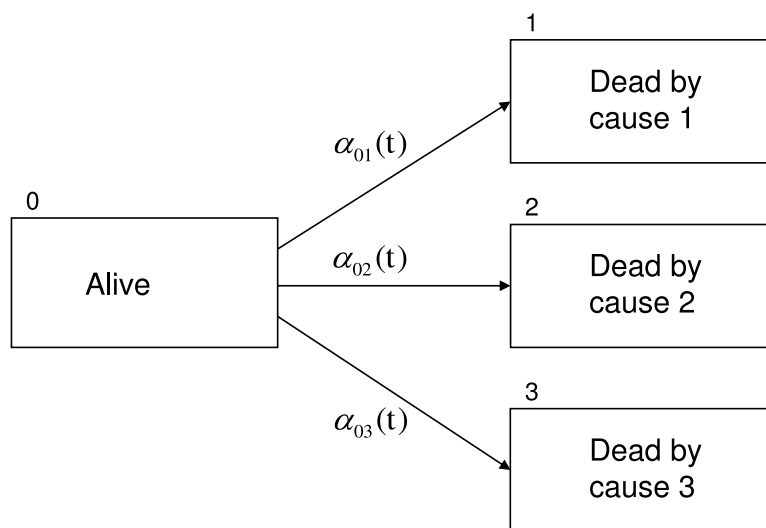 1
Dead by
cause 1
α₀₁(t)
0
Alive
2
α₀₂(t)
Dead by
cause 2
3
α₀₃(t)
Dead by
cause 3